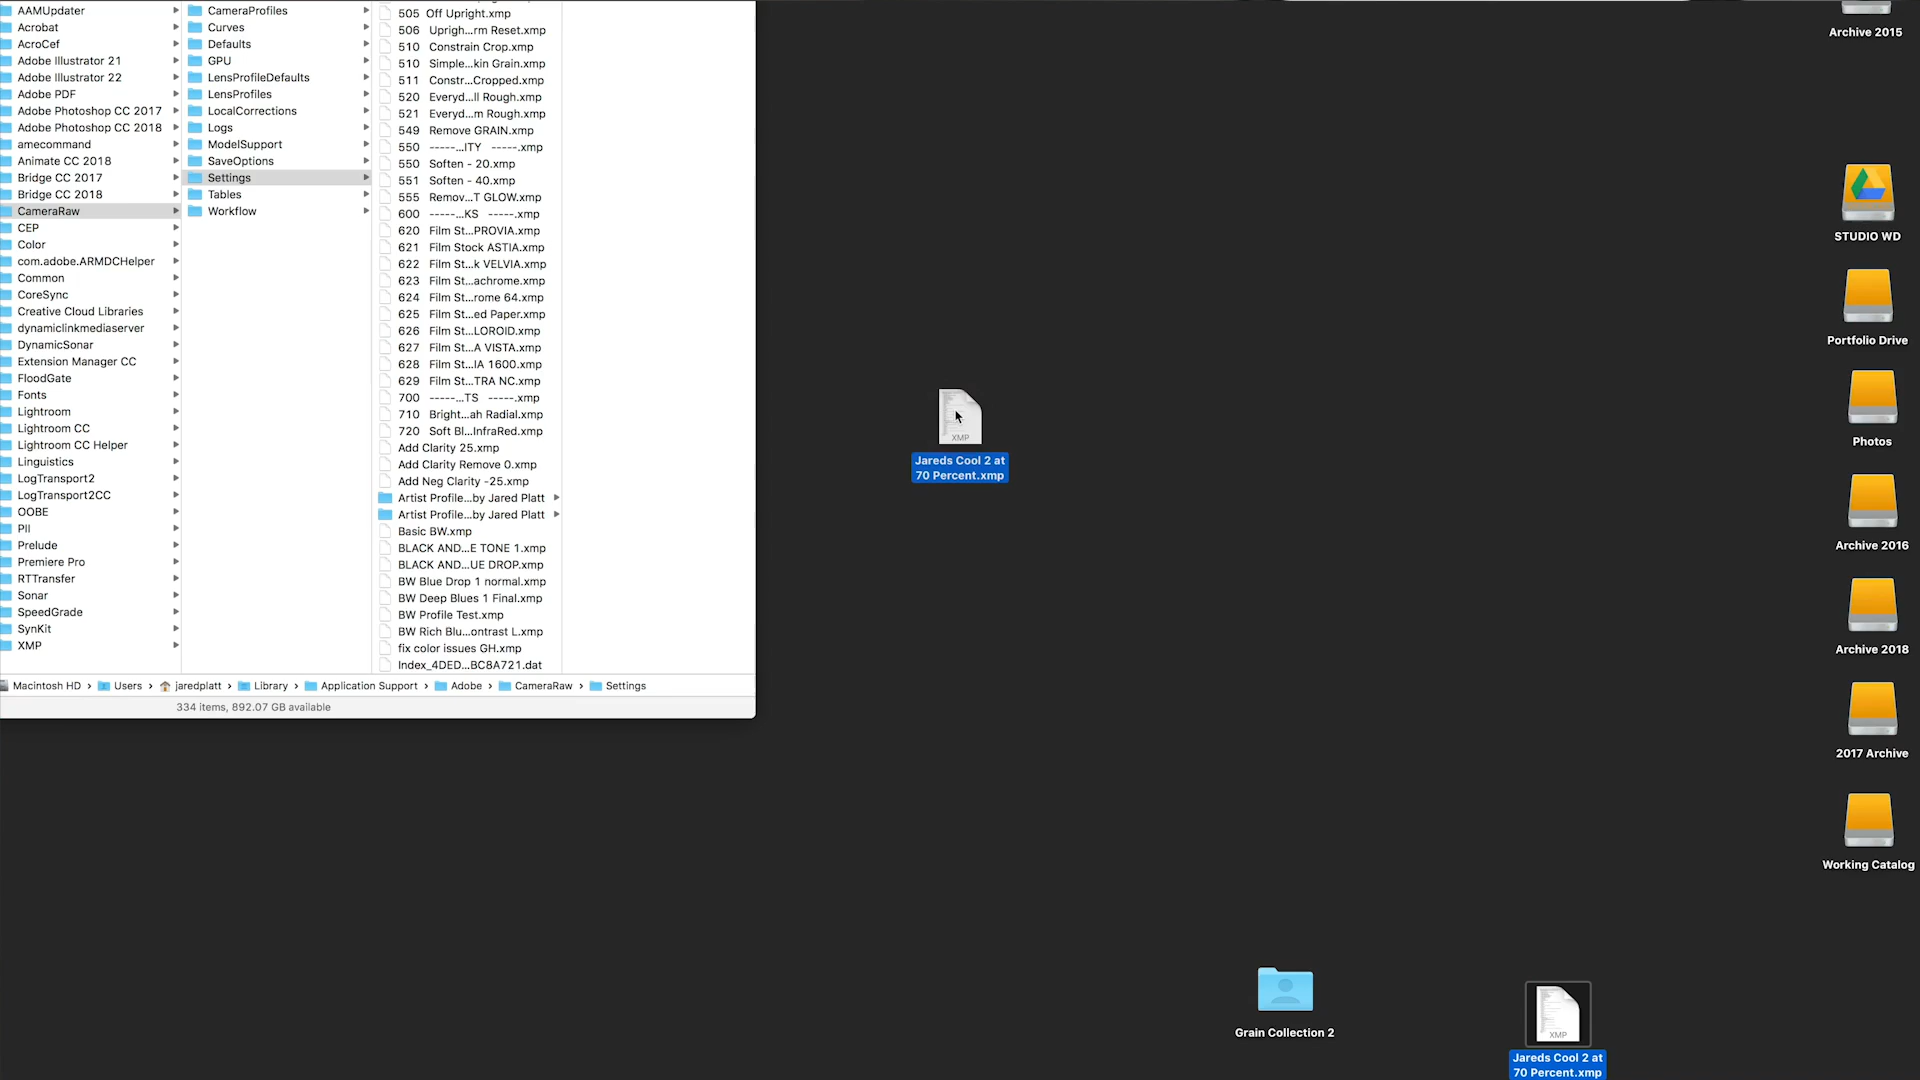 AAMUpdater
Acrobat
AcroCef
Adobe Illustrator 21
Adobe Illustrator 22
Adobe PDF
Adobe Photoshop CC 2017
Adobe Photoshop CC 2018
amecommand
Animate CC 2018
Bridge CC 2017
Bridge CC 2018
CameraRaw
CEP
Color
com.adobe.ARMDCHelper
Common
CoreSync
Creative Cloud Libraries
dynamiclinkmediaserver
DynamicSonar
Extension Manager CC
FloodGate
Fonts
Lightroom
Lightroom CC
Lightroom CC Helper
Linguistics
LogTransport2
LogTransport2CC
OOBE
PII
Prelude
Premiere Pro
RTTransfer
Sonar
SpeedGrade
SynKit
XMP
CameraProfiles
Curves
Defaults
GPU
LensProfileDefaults
LensProfiles
LocalCorrections
Logs
ModelSupport
SaveOptions
Settings
Tables
Workflow
505 Off Upright.xmp
506 Uprigh...rm Reset.xmp
510 Constrain Crop.xmp
510 Simple...kin Grain.xmp
511 Constr...Cropped.xmp
520 Everyd...ll Rough.xmp
521 Everyd...m Rough.xmp
549 Remove GRAIN.xmp
550 -----...ITY -----.xmp
550 Soften - 20.xmp
551 Soften - 40.xmp
555 Remov...T GLOW.xmp
600 -----...KS -----.xmp
620 Film St...PROVIA.xmp
621 Film Stock ASTIA.xmp
622 Film St...k VELVIA.xmp
623 Film St...achrome.xmp
624 Film St...rome 64.xmp
625 Film St...ed Paper.xmp
626 Film St...LOROID.xmp
627 Film St...A VISTA.xmp
628 Film St...IA 1600.xmp
629 Film St...TRA NC.xmp
700 -----...TS -----.xmp
710 Bright...ah Radial.xmp
720 Soft Bl...InfraRed.xmp
Add Clarity 25.xmp
Add Clarity Remove 0.xmp
Add Neg Clarity -25.xmp
Artist Profile...by Jared Platt
Artist Profile...by Jared Platt
Basic BW.xmp
BLACK AND...E TONE 1.xmp
BLACK AND...UE DROP.xmp
BW Blue Drop 1 normal.xmp
BW Deep Blues 1 Final.xmp
BW Profile Test.xmp
BW Rich Blu...ontrast L.xmp
fix color issues GH.xmp
Index_4DED...BC8A721.dat
Macintosh HD › Users › jaredplatt › Library › Application Support › Adobe › CameraRaw › Settings
334 items, 892.07 GB available
XMP
Jareds Cool 2 at
70 Percent.xmp
Archive 2015
STUDIO WD
Portfolio Drive
Photos
Archive 2016
Archive 2018
2017 Archive
Working Catalog
Grain Collection 2
XMP
Jareds Cool 2 at
70 Percent.xmp